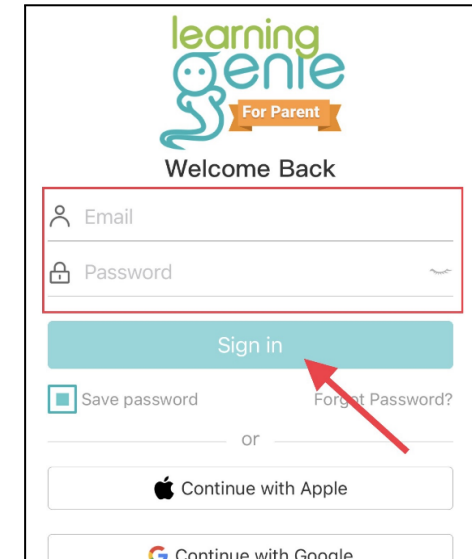 learning
Genie
For Parent
Welcome Back
Email
Password
Sign in
Save password Forgot Password?
or
Continue with Apple
Continue with Google